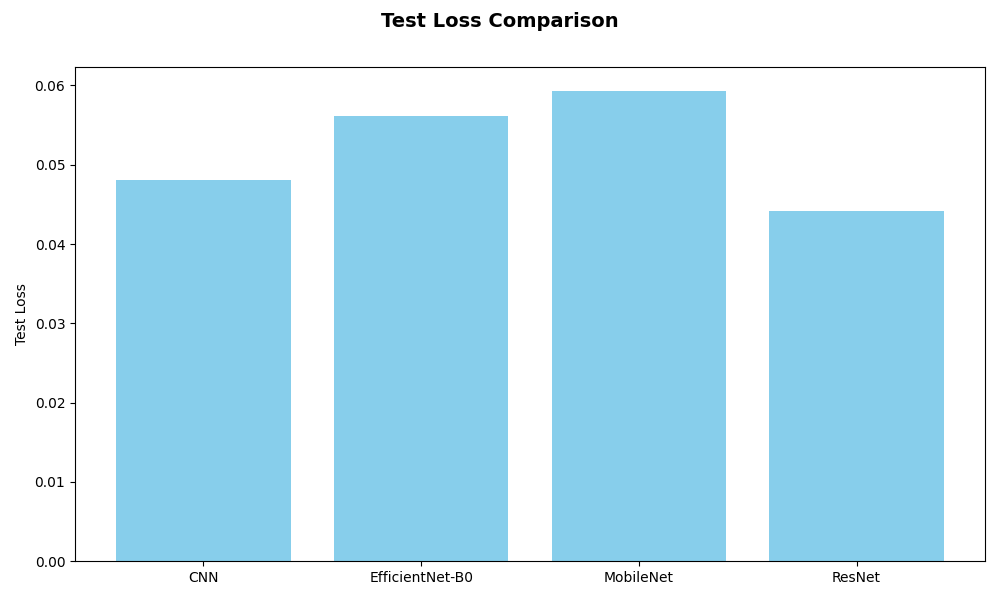 Test Loss Comparison
0.06
0.05
0.04
0.03
0.02
0.01
0.00
Test Loss
CNN
EfficientNet-B0
MobileNet
ResNet